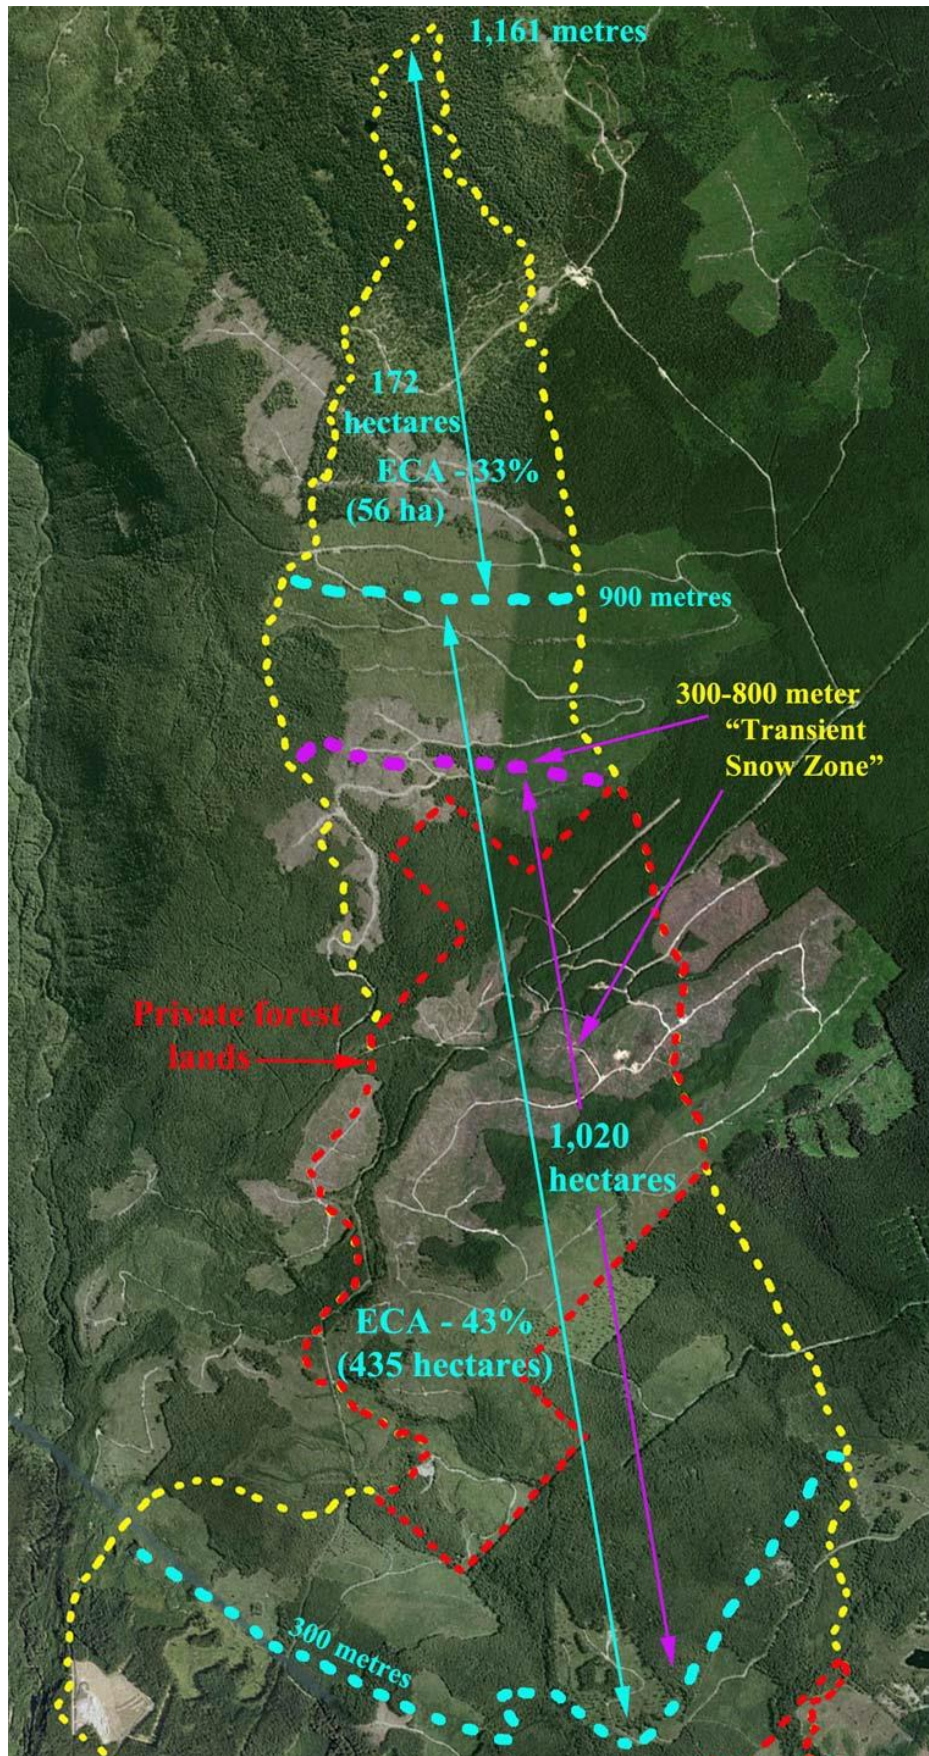 1,161 metres
172
hectares
ECA - 33%
(56 ha)
900 metres
300-800 meter
“Transient
Snow Zone”
Private forest
lands
1,020
hectares
ECA - 43%
(435 hectares)
300 metres